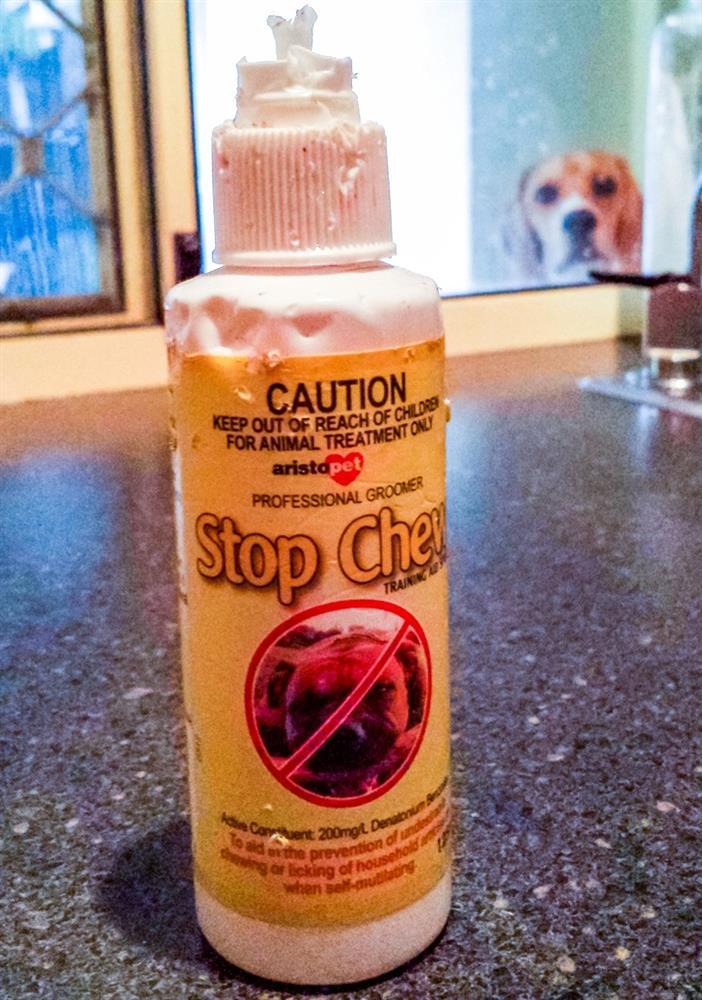 CAUTION
KEEP OUT OF REACH OF CHILDREN
FOR ANIMAL TREATMENT ONLY
aristopet
PROFESSIONAL GROOMER
Stop Chew
TRAINING AID
Active Constituent: 200mg/L Denatonium
To aid in the prevention of
chewing or licking of household
when self-mutilating